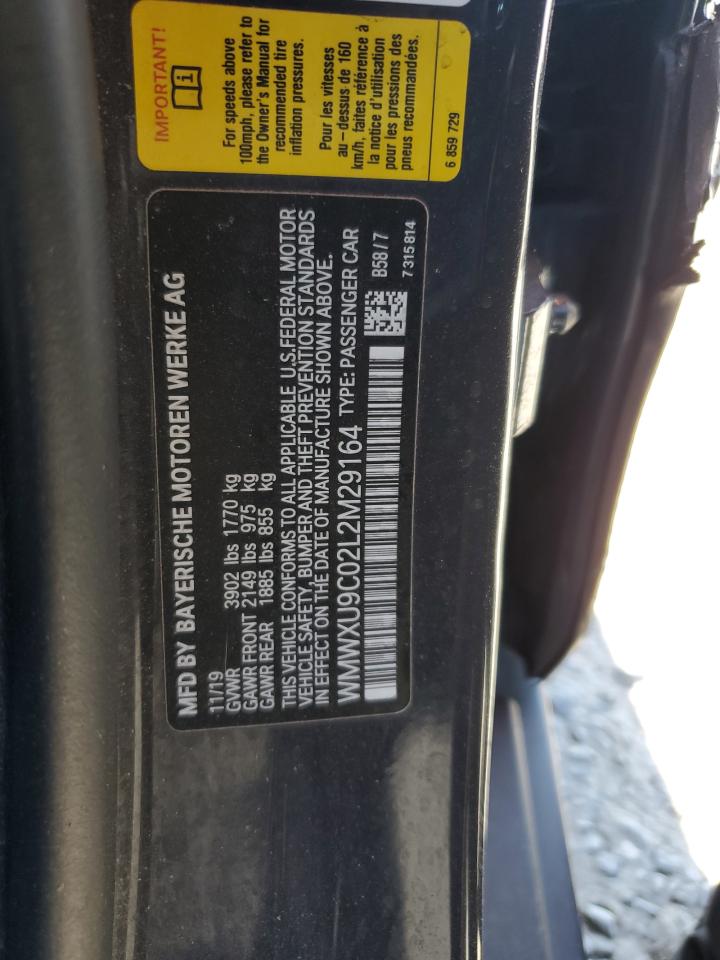 MFD BY BAYERISCHE MOTOREN WERKE AG
11/19
GVWR 3902 lbs 1770 kg
GAWR FRONT 2149 lbs 975 kg
GAWR REAR 1885 lbs 855 kg
THIS VEHICLE CONFORMS TO ALL APPLICABLE U.S. FEDERAL MOTOR
VEHICLE SAFETY, BUMPER AND THEFT PREVENTION STANDARDS
IN EFFECT ON THE DATE OF MANUFACTURE SHOWN ABOVE.
WMWXU9C02L2M29164 TYPE: PASSENGER CAR
B58/7
7 315 814
IMPORTANT!
i
For speeds above
100mph, please refer to
the Owner's Manual for
recommended tire
inflation pressures.
Pour les vitesses
au-dessus de 160
km/h, faites référence à
la notice d'utilisation
pour les pressions des
pneus recommandées.
6 859 729